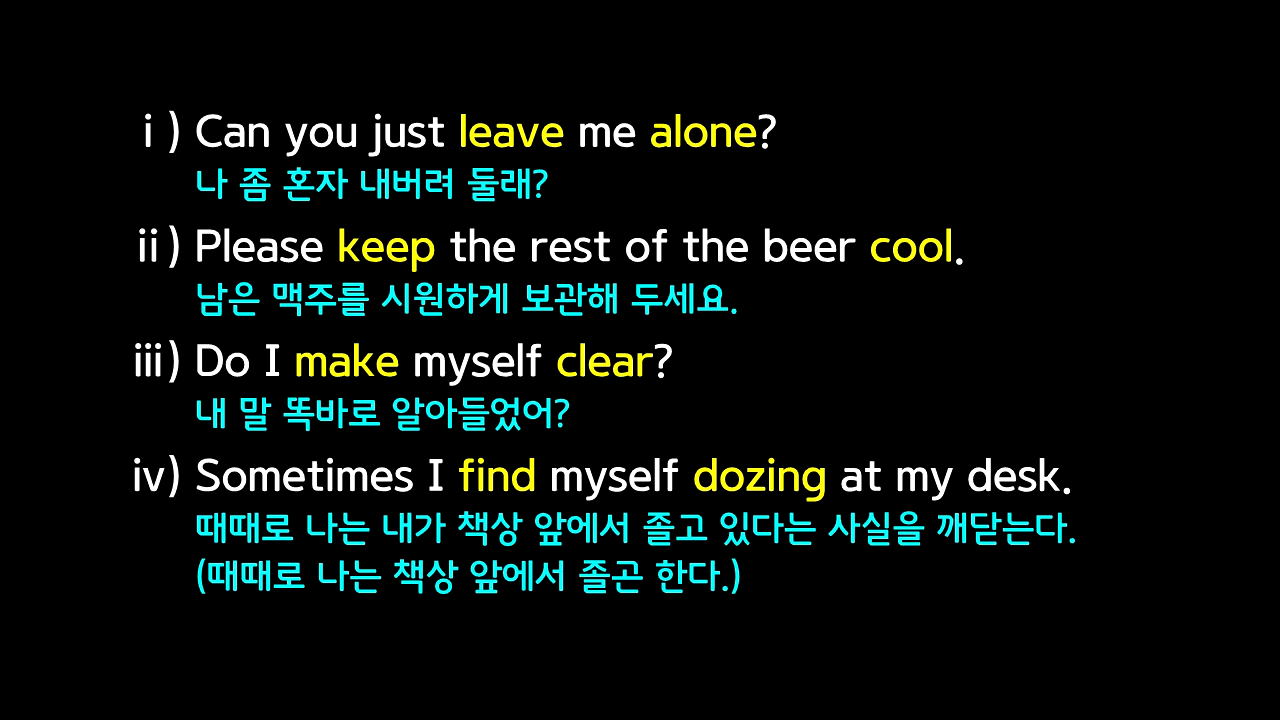 i) Can you just leave me alone?
나 좀 혼자 내버려 둘래?
ii) Please keep the rest of the beer cool.
남은 맥주를 시원하게 보관해 두세요.
iii) Do I make myself clear?
내 말 똑바로 알아들었어?
iv) Sometimes I find myself dozing at my desk.
때때로 나는 내가 책상 앞에서 졸고 있다는 사실을 깨닫는다.
(때때로 나는 책상 앞에서 졸곤 한다.)